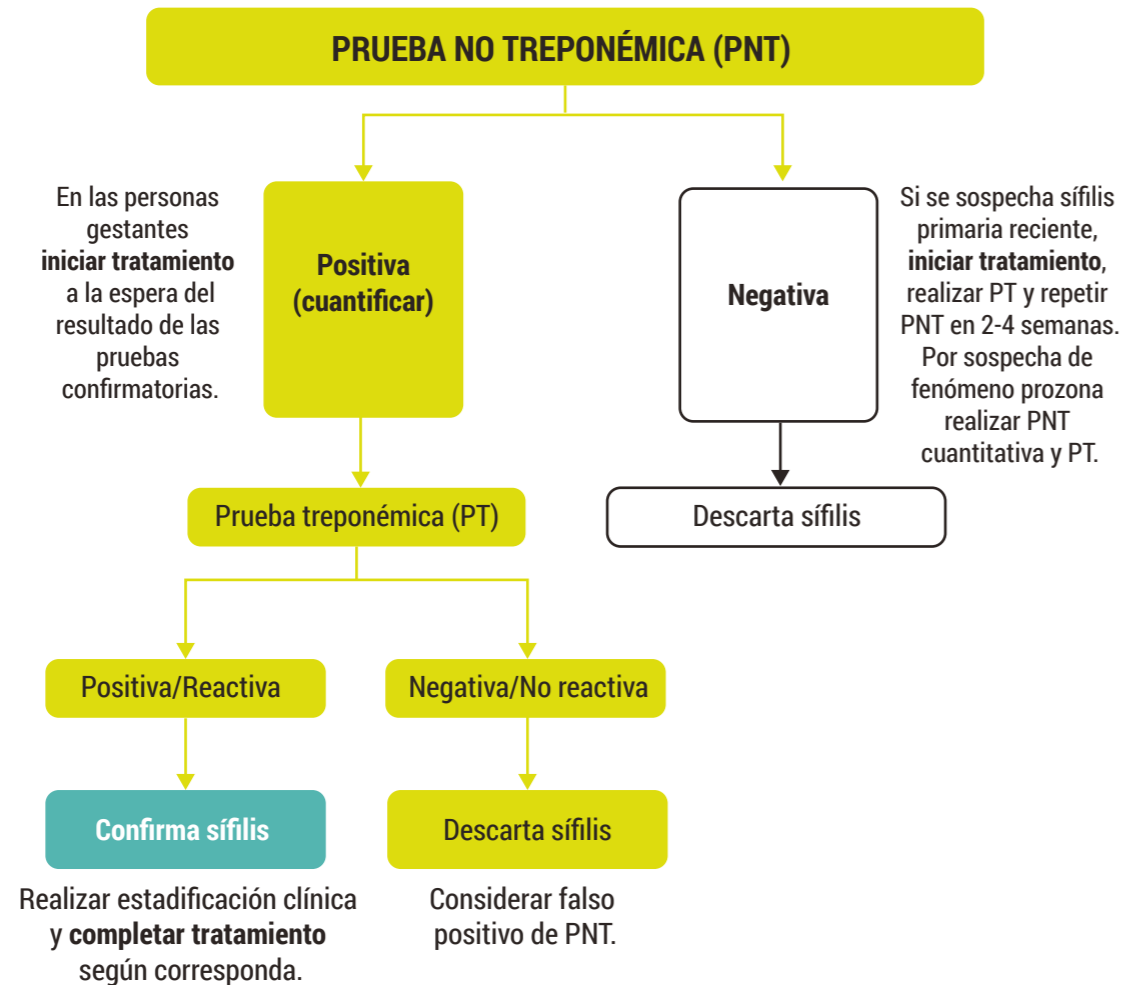 PRUEBA NO TREPONÉMICA (PNT)
En las personas
gestantes
iniciar tratamiento
a la espera del
resultado de las
pruebas
confirmatorias.
Positiva
(cuantificar)
Negativa
Si se sospecha sífilis
primaria reciente,
iniciar tratamiento,
realizar PT y repetir
PNT en 2-4 semanas.
Por sospecha de
fenómeno prozona
realizar PNT
cuantitativa y PT.
Prueba treponémica (PT)
Descarta sífilis
Positiva/Reactiva
Negativa/No reactiva
Confirma sífilis
Descarta sífilis
Realizar estadificación clínica
y completar tratamiento
según corresponda.
Considerar falso
positivo de PNT.